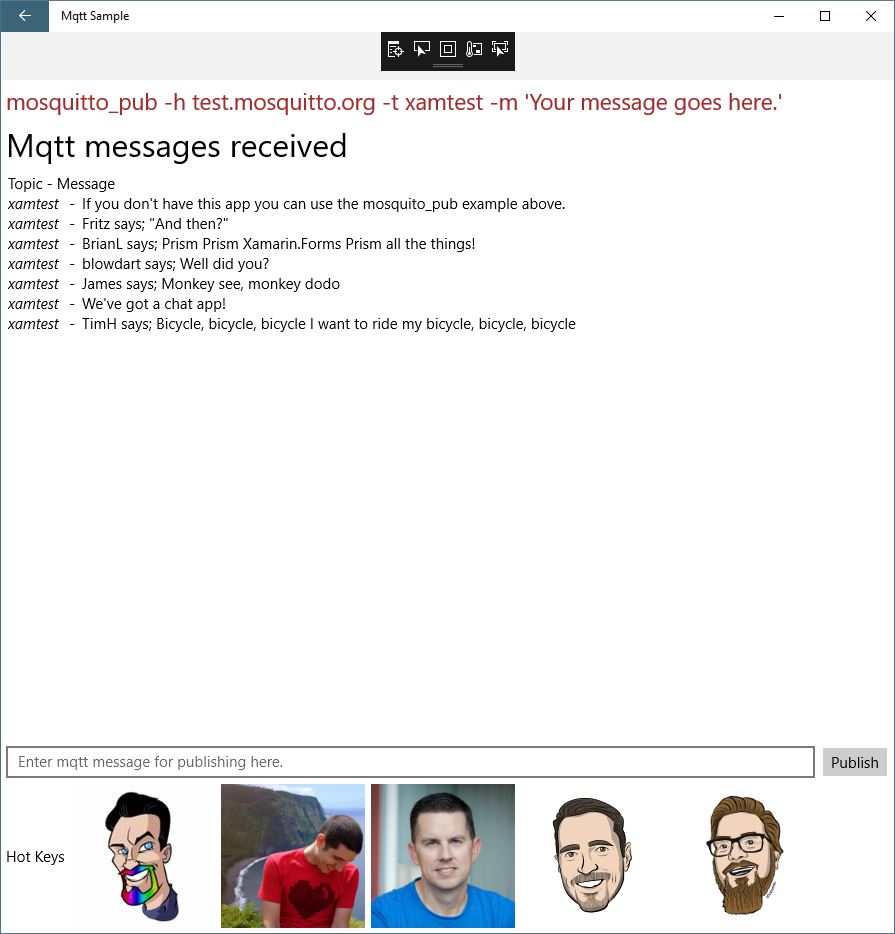 Mqtt Sample
mosquitto_pub -h test.mosquitto.org -t xamtest -m 'Your message goes here.'
Mqtt messages received
Topic - Message
xamtest - If you don't have this app you can use the mosquito_pub example above.
xamtest - Fritz says; "And then?"
xamtest - BrianL says; Prism Prism Xamarin.Forms Prism all the things!
xamtest - blowdart says; Well did you?
xamtest - James says; Monkey see, monkey dodo
xamtest - We've got a chat app!
xamtest - TimH says; Bicycle, bicycle, bicycle I want to ride my bicycle, bicycle, bicycle
Enter mqtt message for publishing here.
Publish
Hot Keys